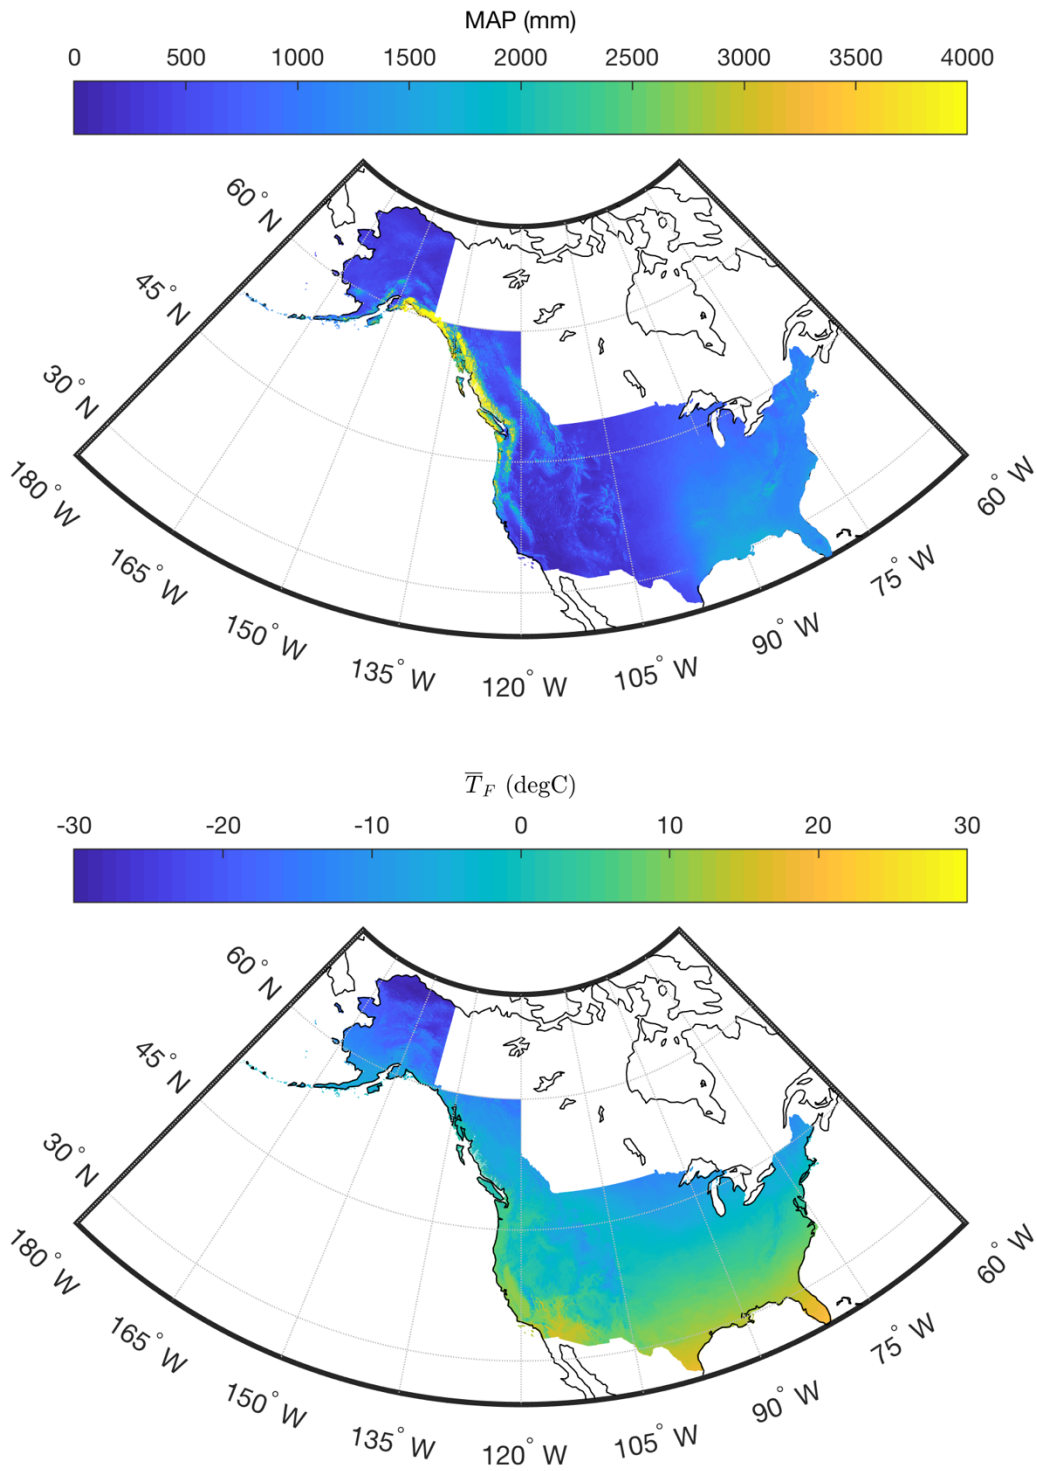 MAP (mm)
0 500 1000 1500 2000 2500 3000 3500 4000
60° N
45° N
30° N
180° W
165° W
150° W
135° W
120° W
105° W
90° W
75° W
60° W
T̅_F (degC)
-30 -20 -10 0 10 20 30
60° N
45° N
30° N
180° W
165° W
150° W
135° W
120° W
105° W
90° W
75° W
60° W